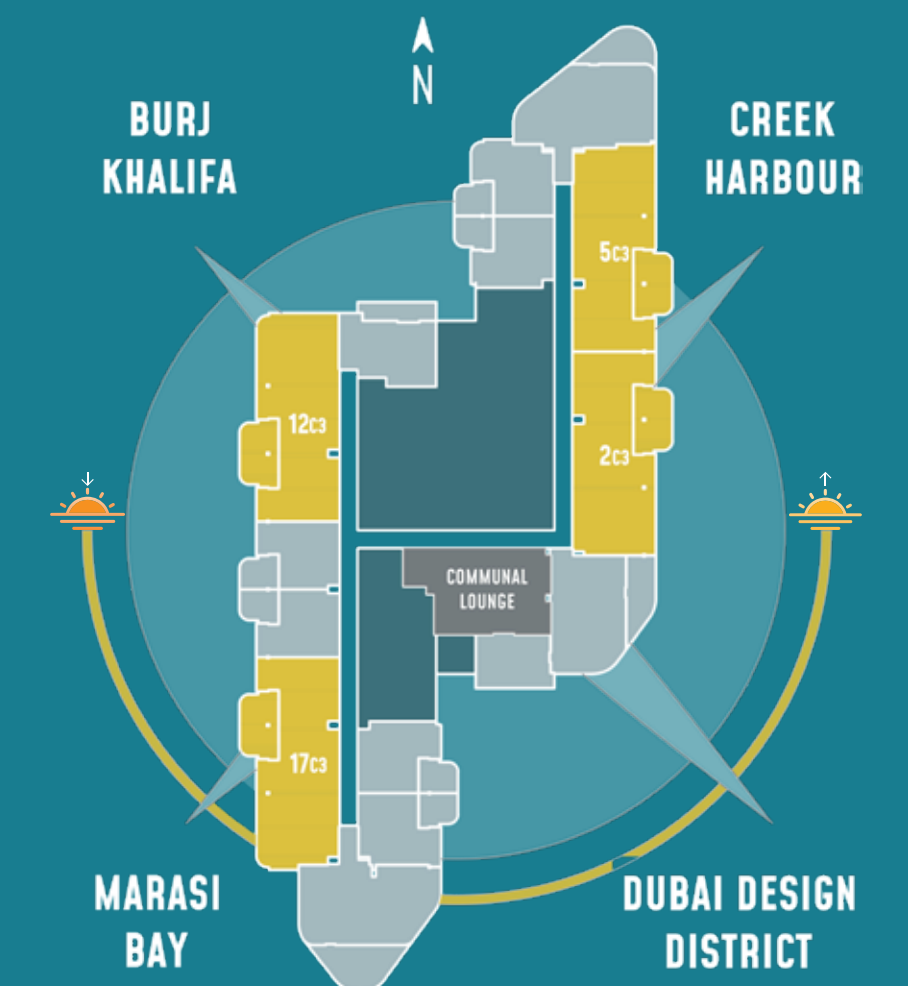 N
BURJ
KHALIFA
CREEK
HARBOUR
5C3
12C3
2C3
COMMUNAL
LOUNGE
17C3
MARASI
BAY
DUBAI DESIGN
DISTRICT